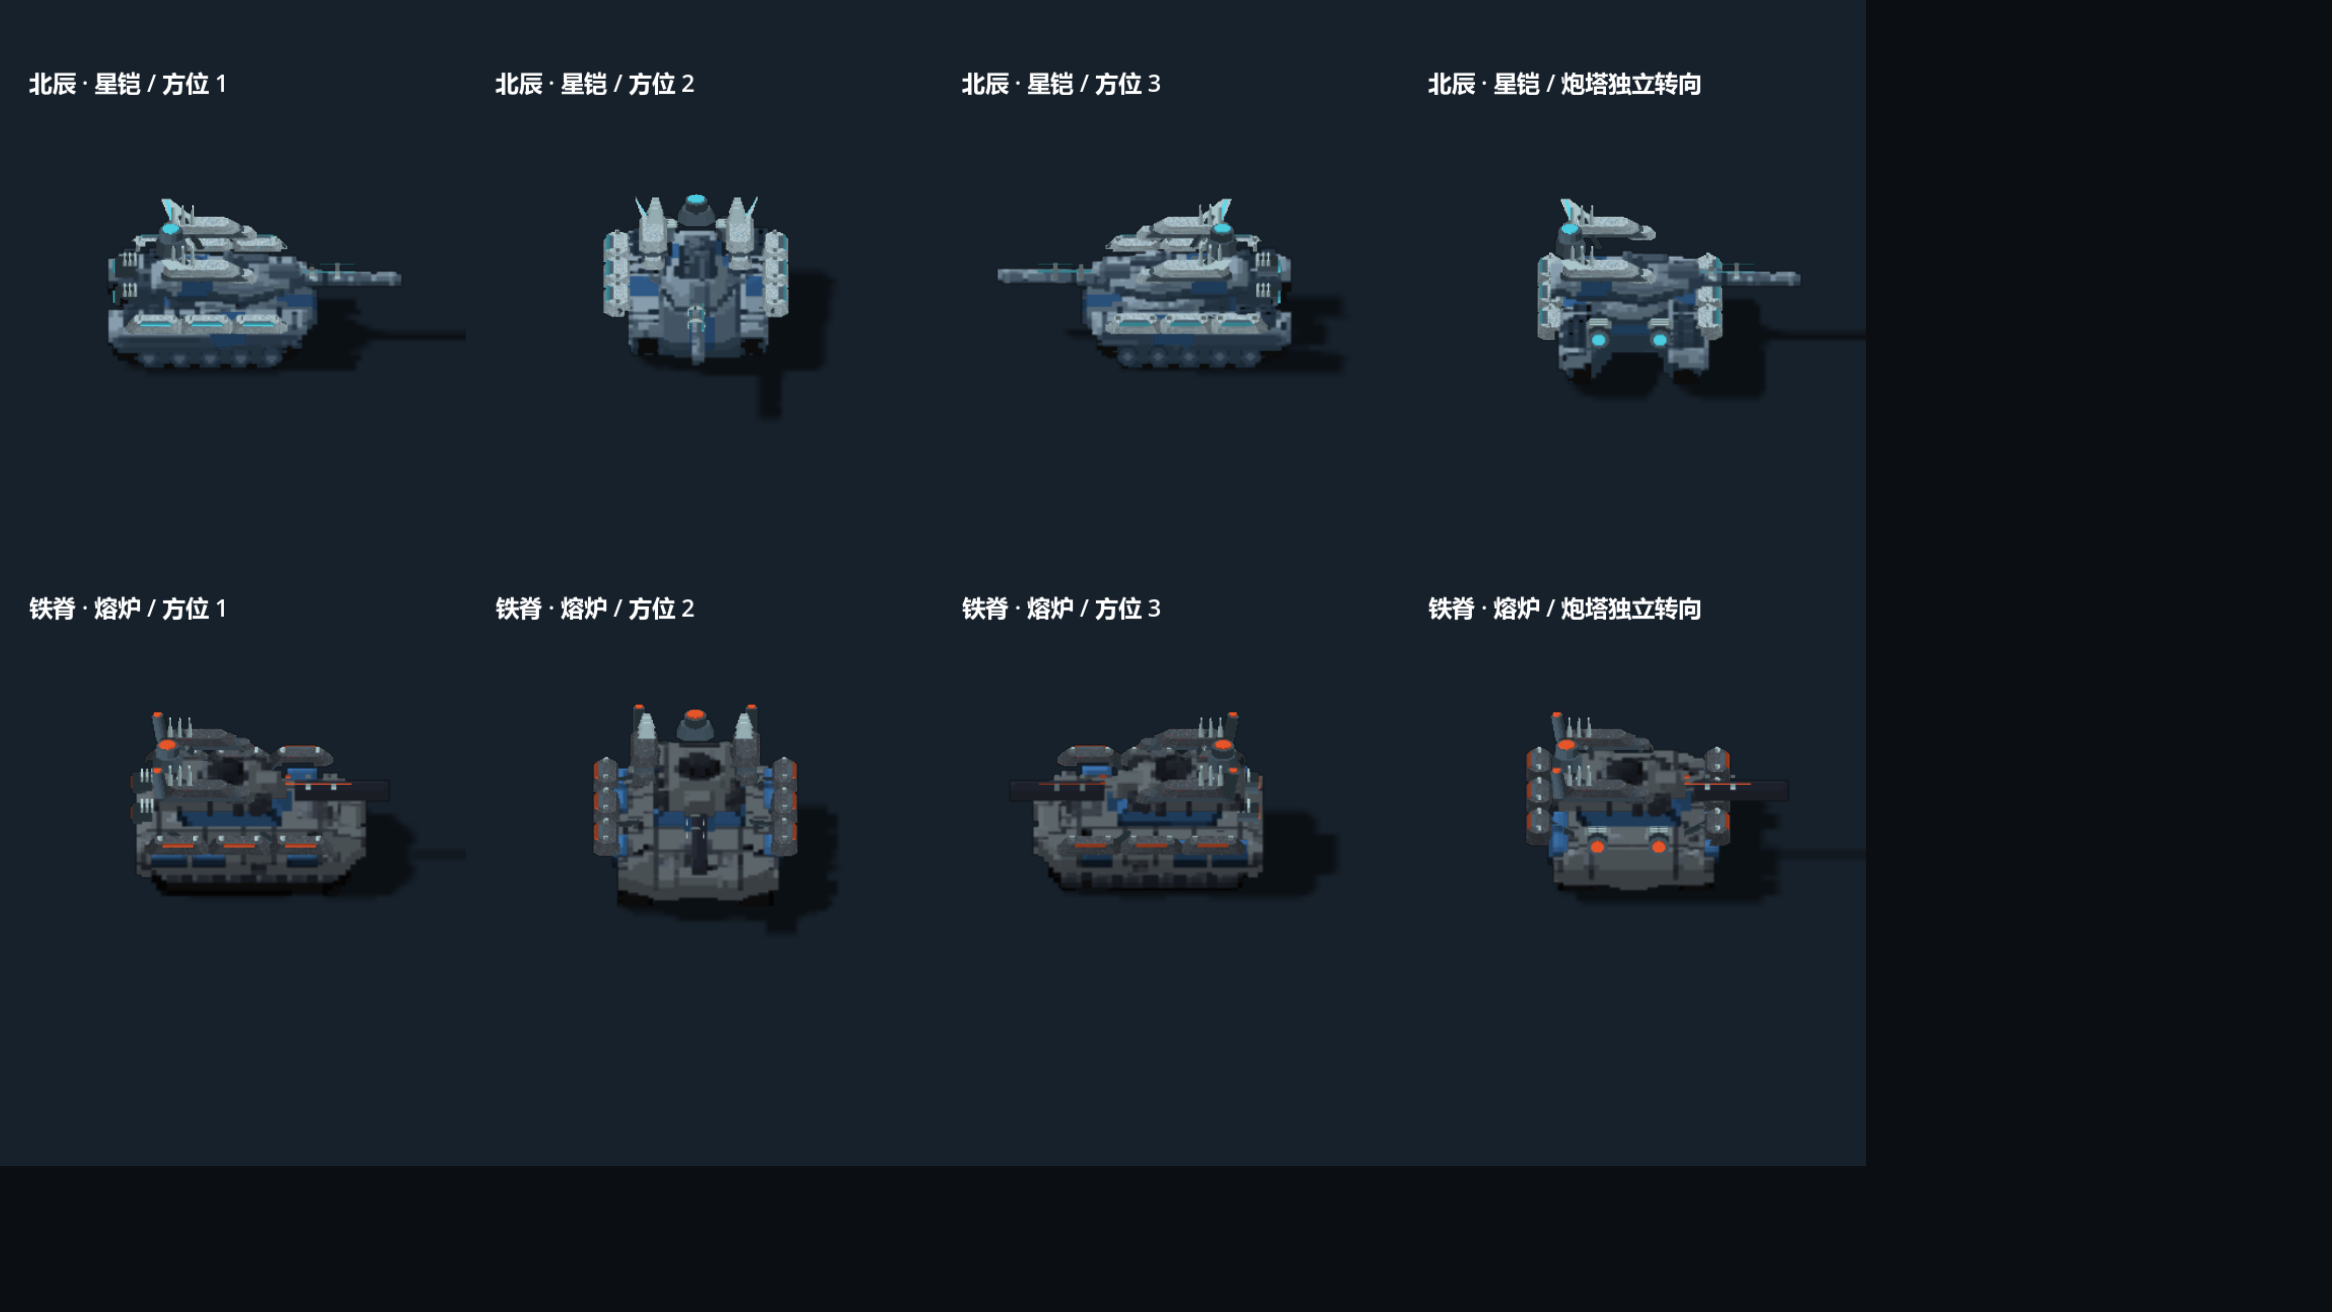 北辰 · 星铠 / 方位 1
北辰 · 星铠 / 方位 2
北辰 · 星铠 / 方位 3
北辰 · 星铠 / 炮塔独立转向
铁脊 · 熔炉 / 方位 1
铁脊 · 熔炉 / 方位 2
铁脊 · 熔炉 / 方位 3
铁脊 · 熔炉 / 炮塔独立转向